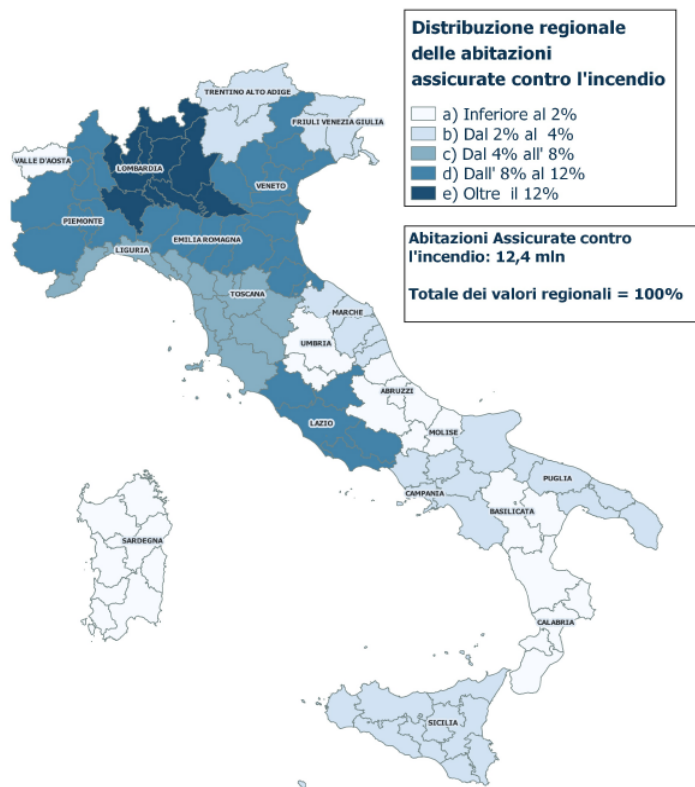 Distribuzione regionale
delle abitazioni
assicurate contro l'incendio
a) Inferiore al 2%
b) Dal 2% al 4%
c) Dal 4% all' 8%
d) Dall' 8% al 12%
e) Oltre il 12%
Abitazioni Assicurate contro
l'incendio: 12,4 mln
Totale dei valori regionali = 100%
TRENTINO ALTO ADIGE
FRIULI VENEZIA GIULIA
VALLE D'AOSTA
LOMBARDIA
VENETO
PIEMONTE
EMILIA ROMAGNA
LIGURIA
TOSCANA
MARCHE
UMBRIA
ABRUZZI
LAZIO
MOLISE
PUGLIA
CAMPANIA
BASILICATA
SARDEGNA
CALABRIA
SICILIA